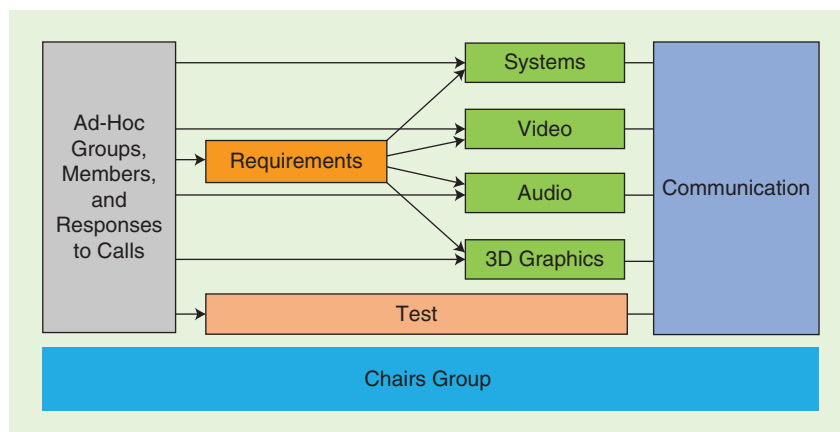 Ad-Hoc
Groups,
Members,
and
Responses
to Calls
Requirements
Systems
Video
Audio
3D Graphics
Test
Communication
Chairs Group